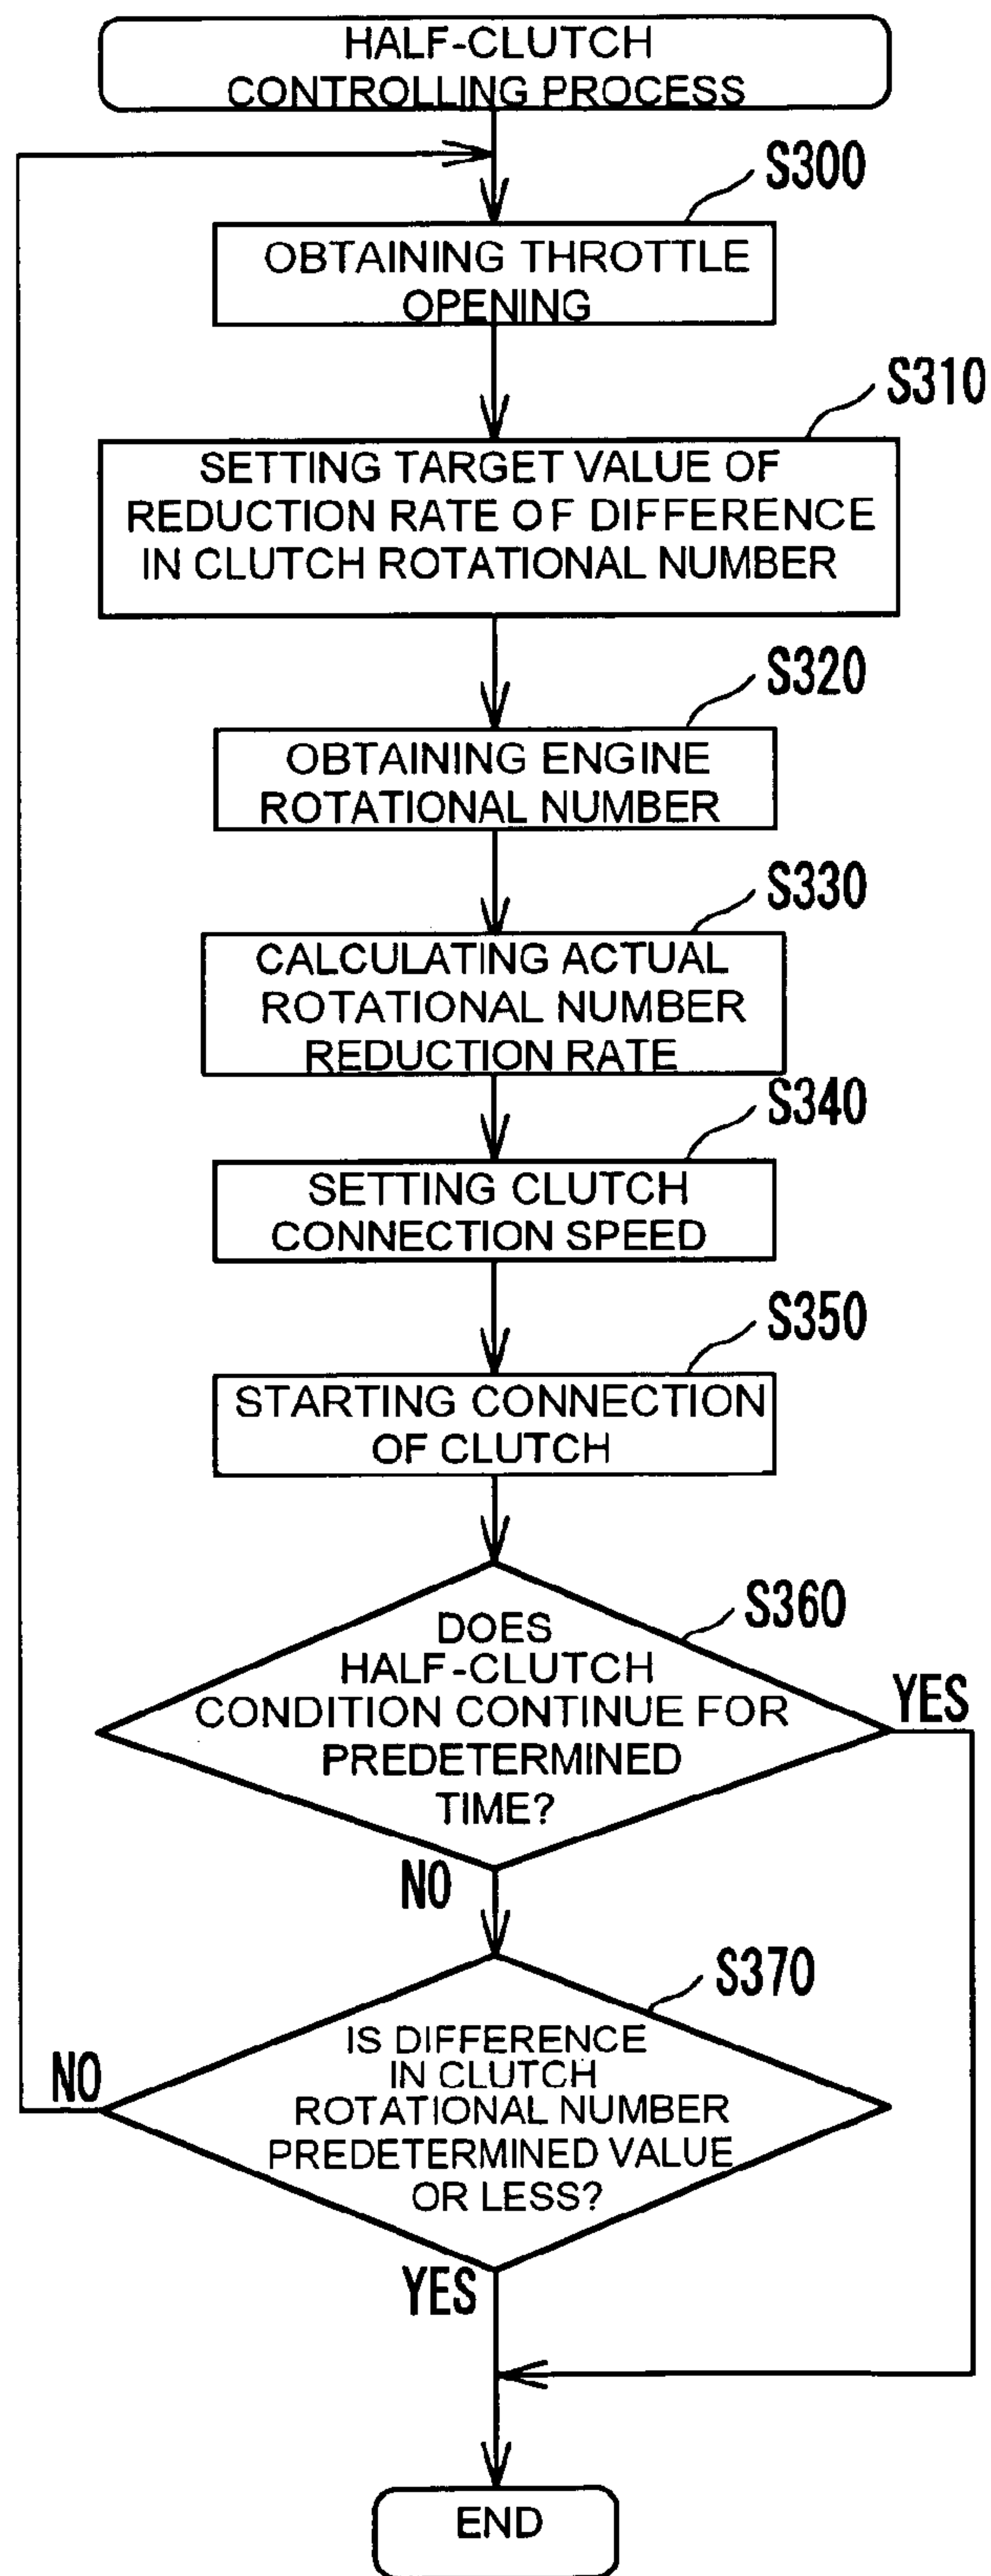 HALF-CLUTCH
CONTROLLING PROCESS
S300
OBTAINING THROTTLE
OPENING
S310
SETTING TARGET VALUE OF
REDUCTION RATE OF DIFFERENCE
IN CLUTCH ROTATIONAL NUMBER
S320
OBTAINING ENGINE
ROTATIONAL NUMBER
S330
CALCULATING ACTUAL
ROTATIONAL NUMBER
REDUCTION RATE
S340
SETTING CLUTCH
CONNECTION SPEED
S350
STARTING CONNECTION
OF CLUTCH
S360
DOES
HALF-CLUTCH
CONDITION CONTINUE FOR
PREDETERMINED
TIME?
YES
NO
S370
IS DIFFERENCE
IN CLUTCH
ROTATIONAL NUMBER
PREDETERMINED VALUE
OR LESS?
NO
YES
END